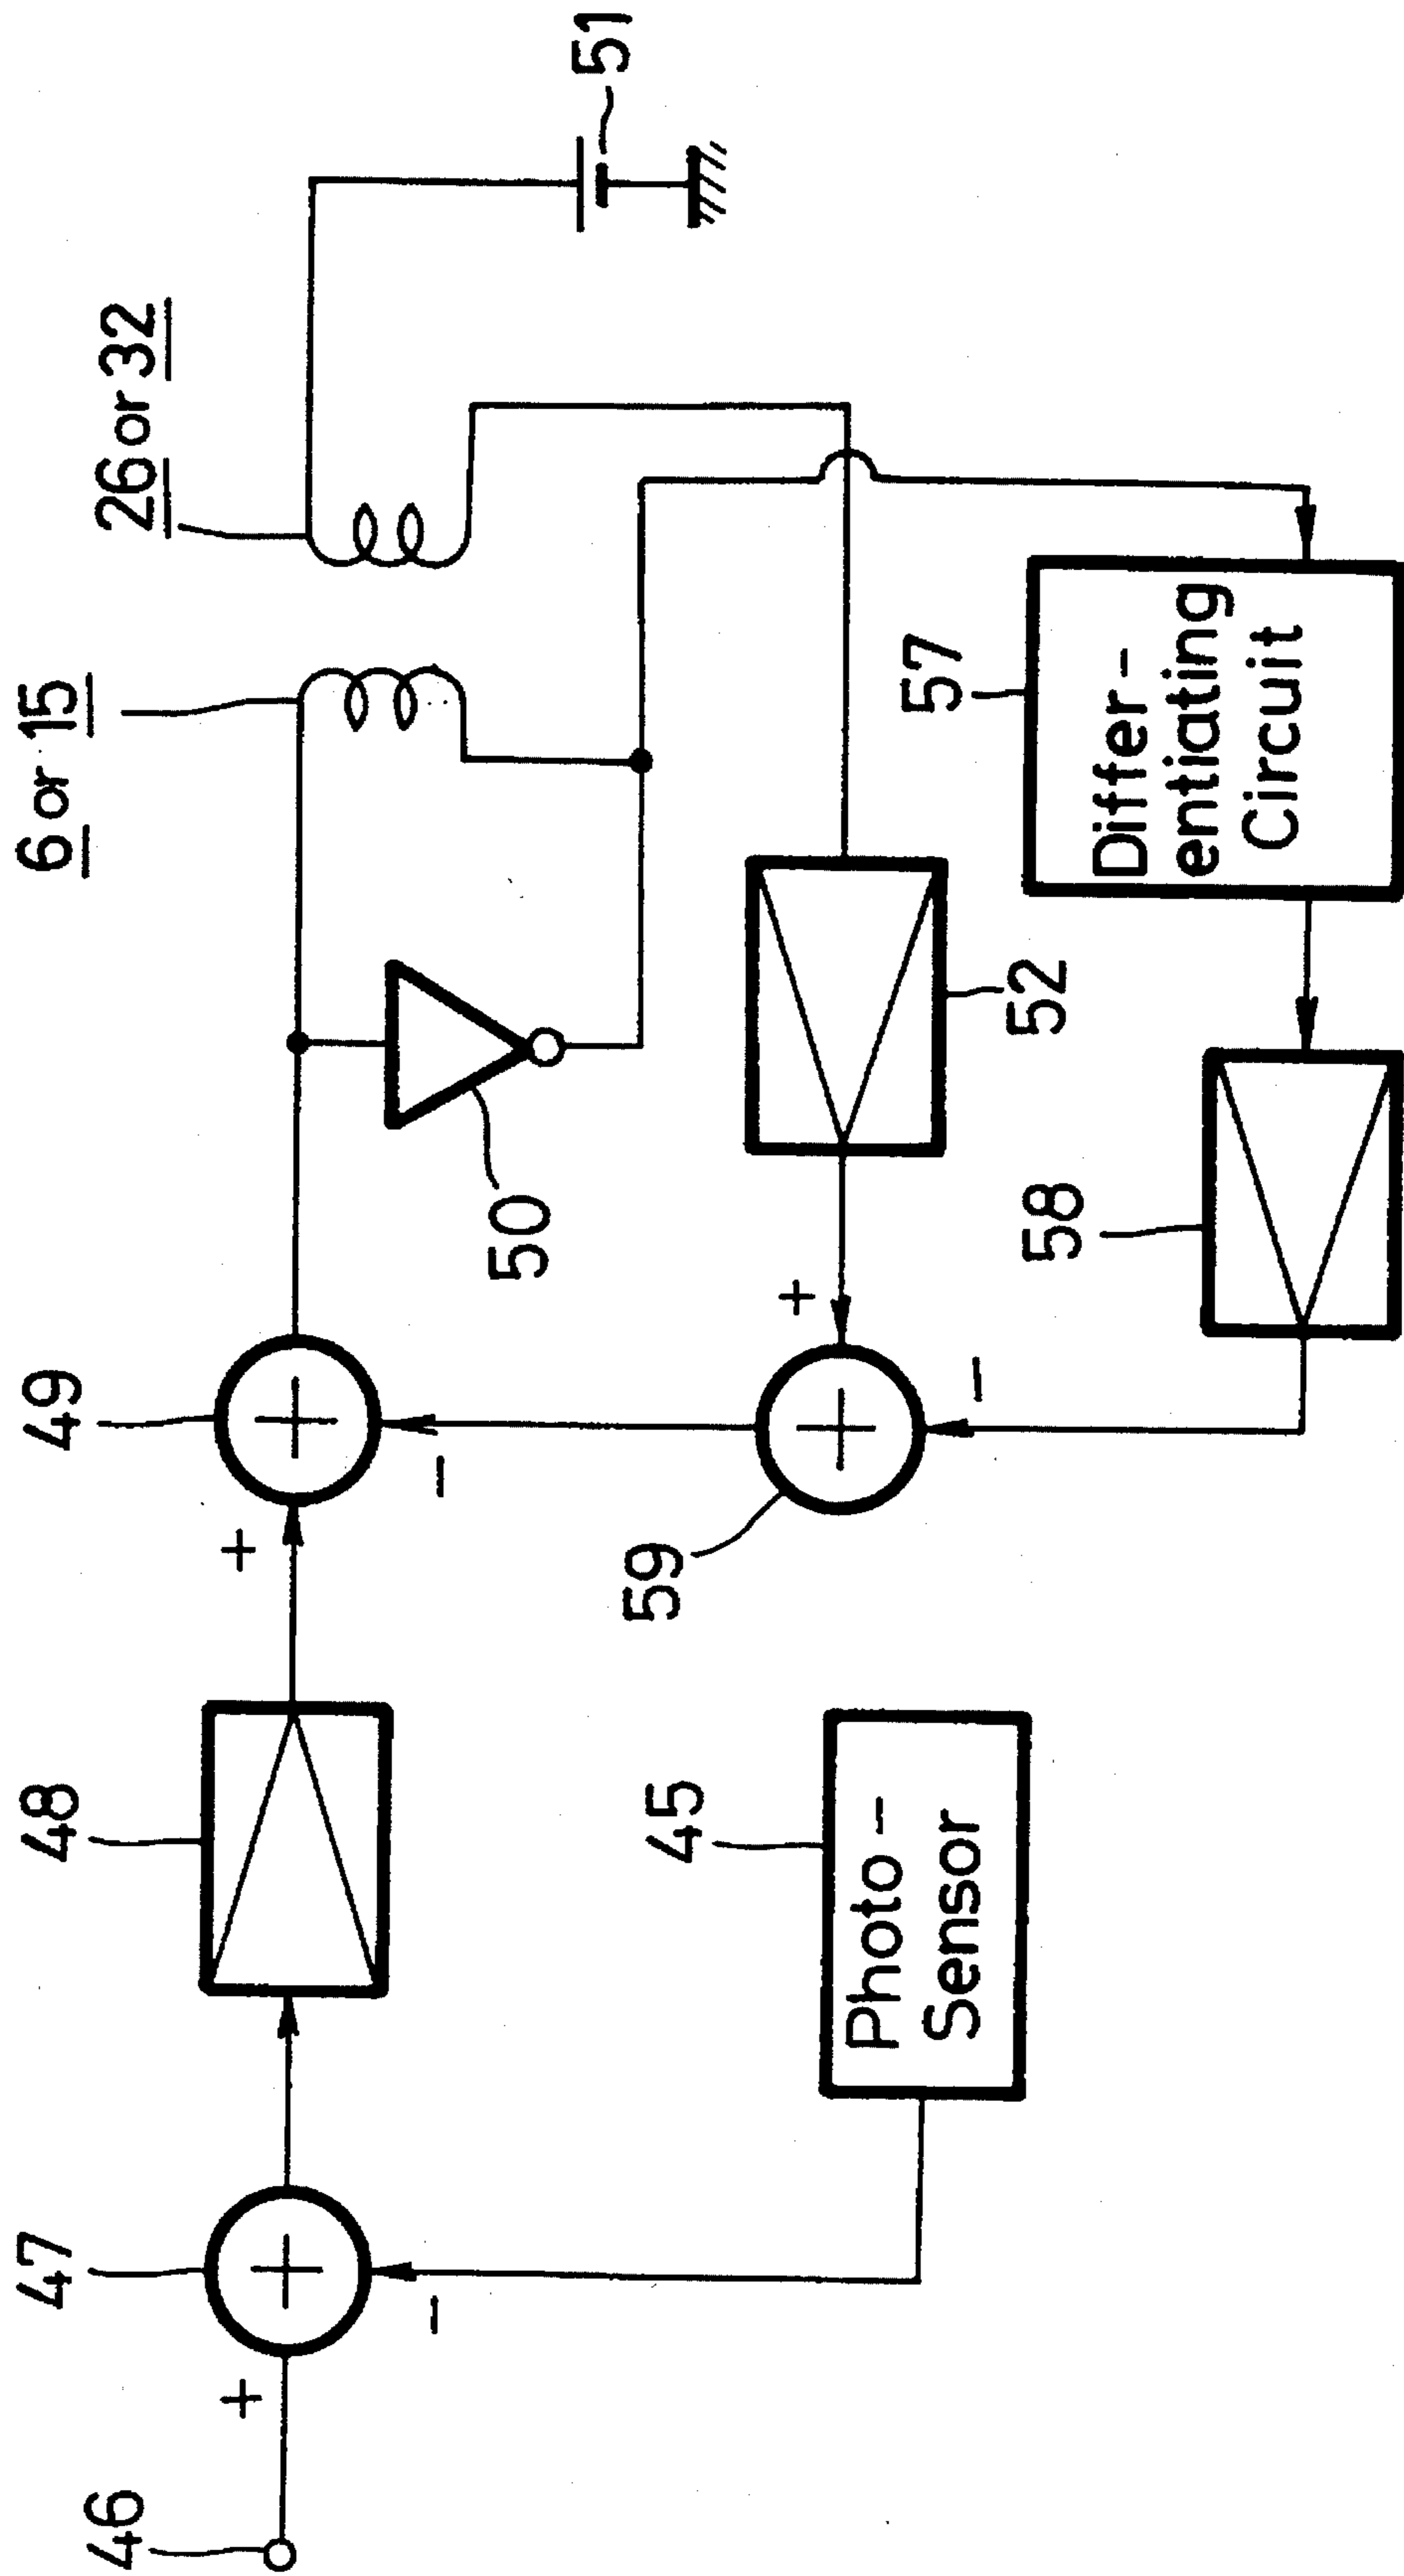 6 or 15
26 or 32
51
49
48
47
46
50
59
52
57
58
45
+
-
+
-
+
-
Differ-
entiating
Circuit
Photo-
Sensor